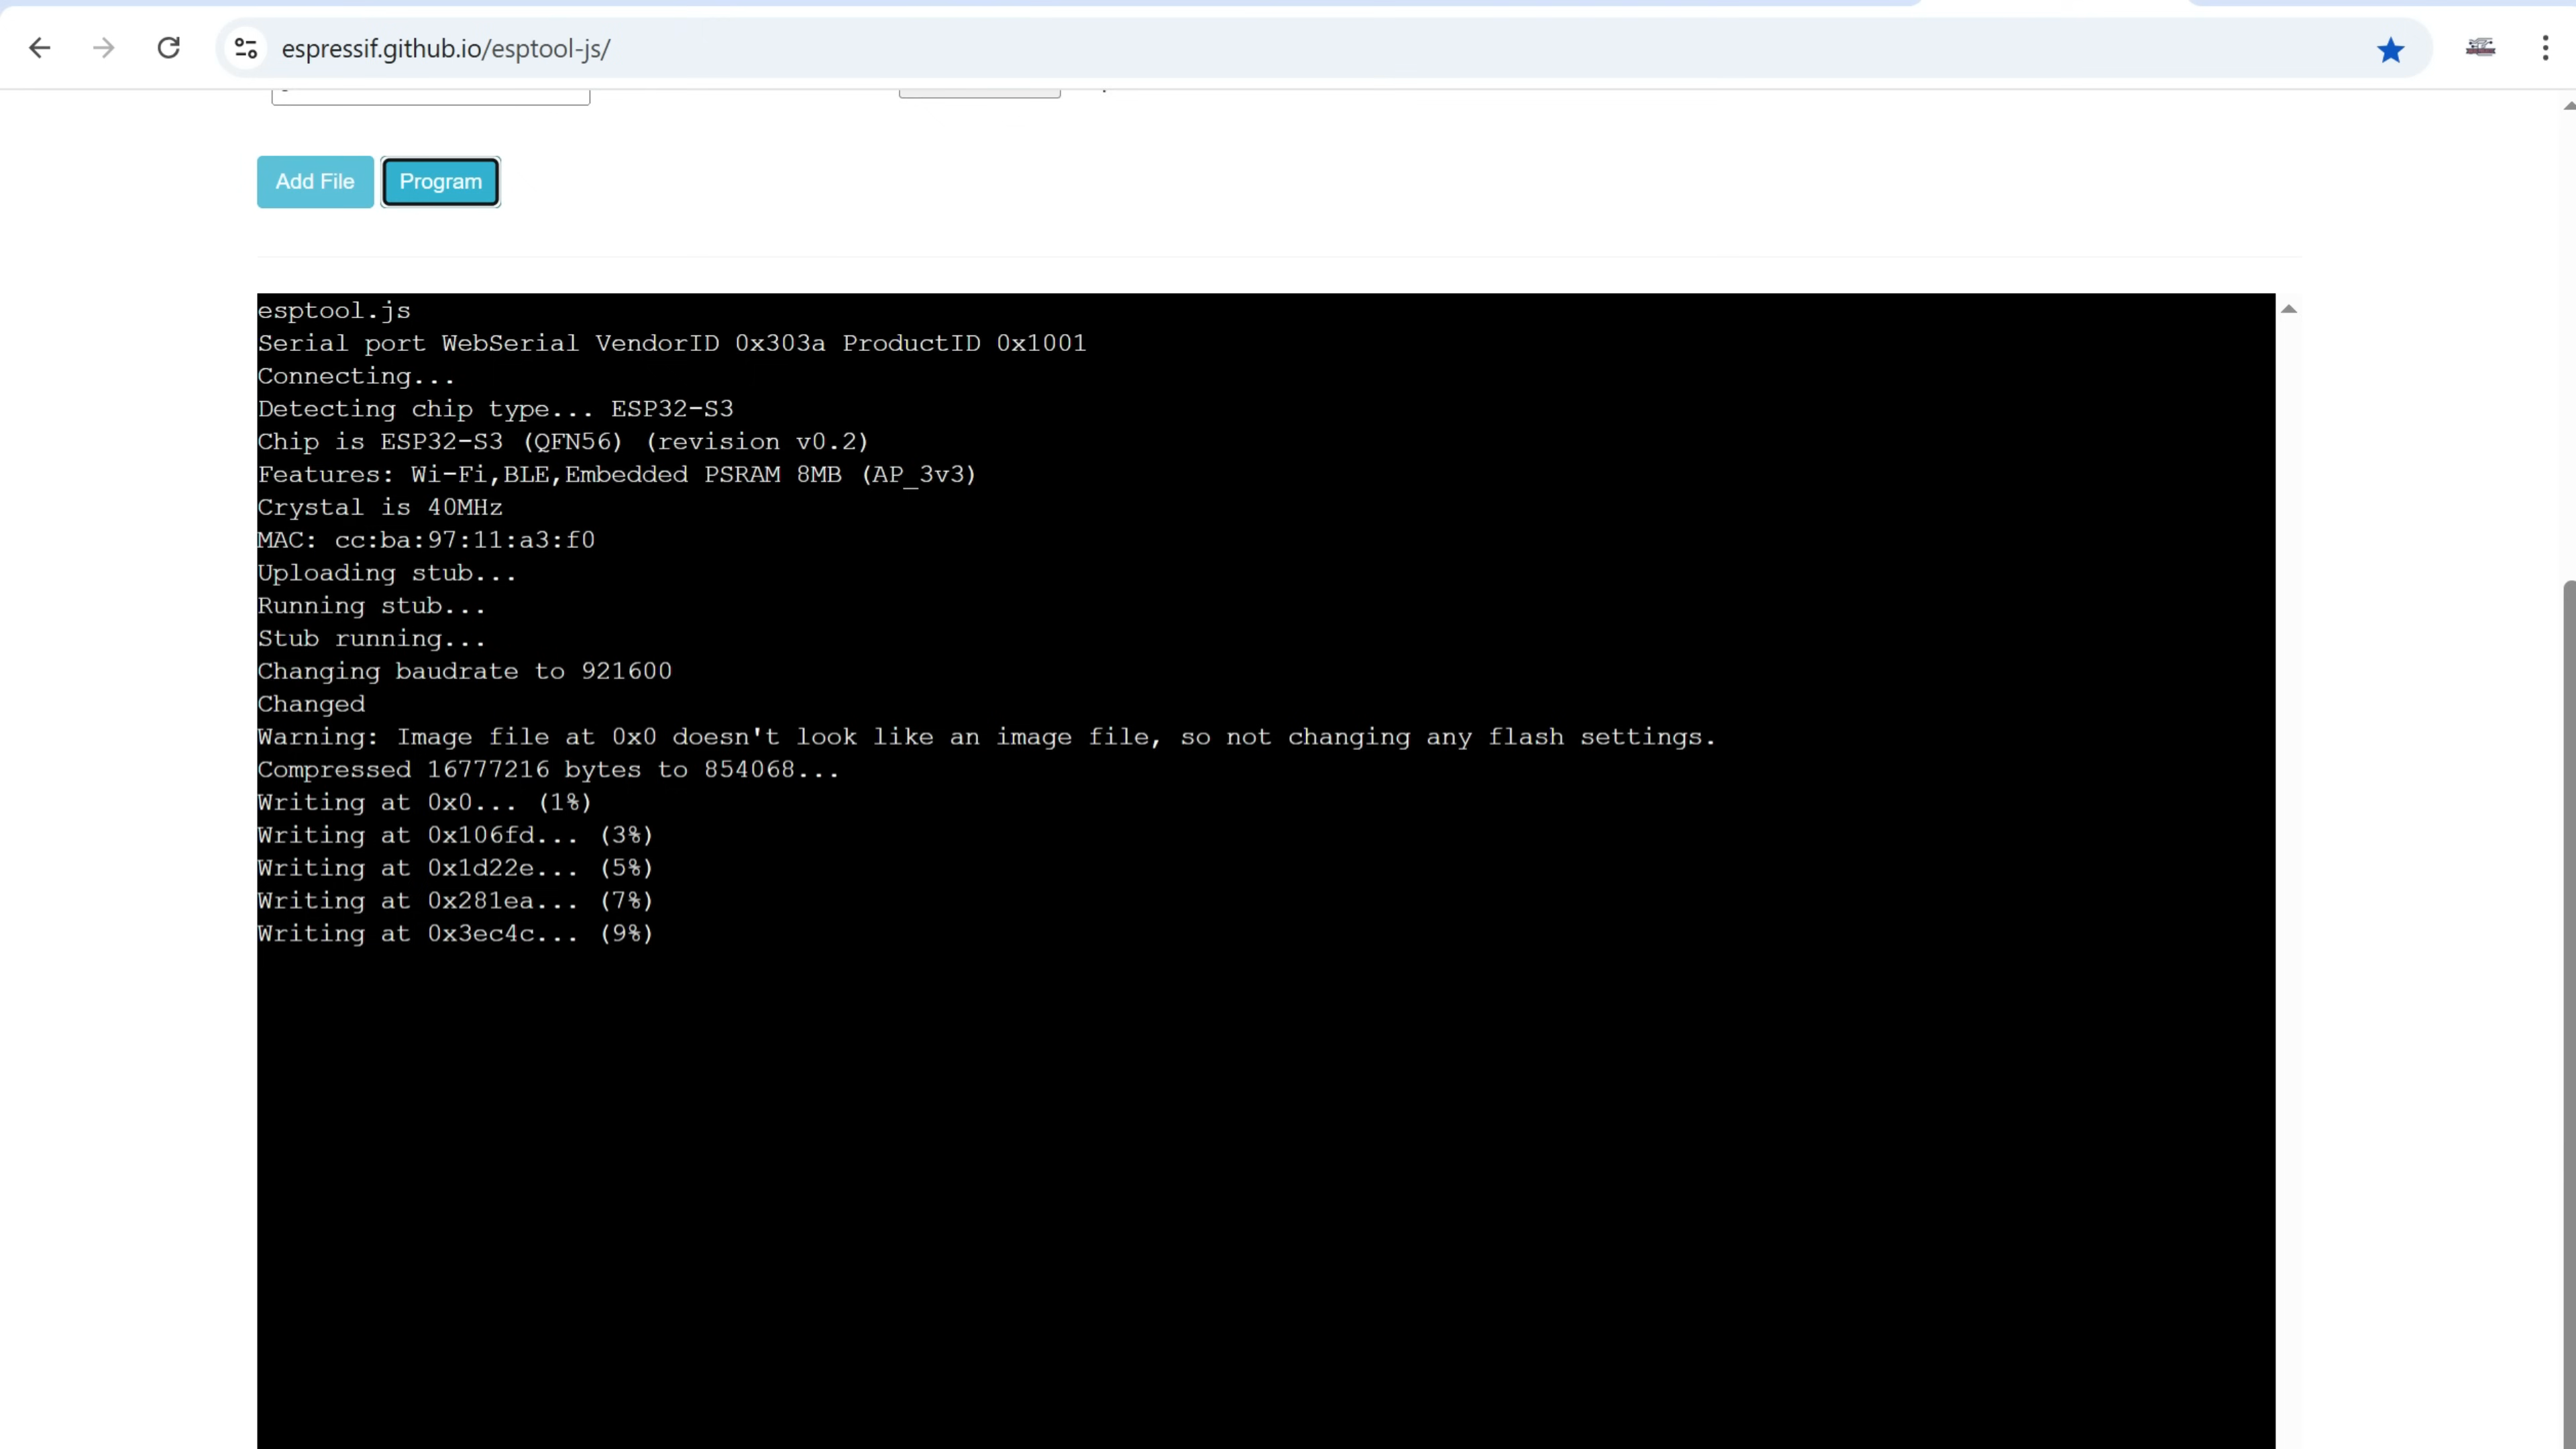 espressif.github.io/esptool-js/
Add File
Program
esptool.js
Serial port WebSerial VendorID 0x303a ProductID 0x1001
Connecting...
Detecting chip type... ESP32-S3
Chip is ESP32-S3 (QFN56) (revision v0.2)
Features: Wi-Fi,BLE,Embedded PSRAM 8MB (AP_3v3)
Crystal is 40MHz
MAC: cc:ba:97:11:a3:f0
Uploading stub...
Running stub...
Stub running...
Changing baudrate to 921600
Changed
Warning: Image file at 0x0 doesn't look like an image file, so not changing any flash settings.
Compressed 16777216 bytes to 854068...
Writing at 0x0... (1%)
Writing at 0x106fd... (3%)
Writing at 0x1d22e... (5%)
Writing at 0x281ea... (7%)
Writing at 0x3ec4c... (9%)